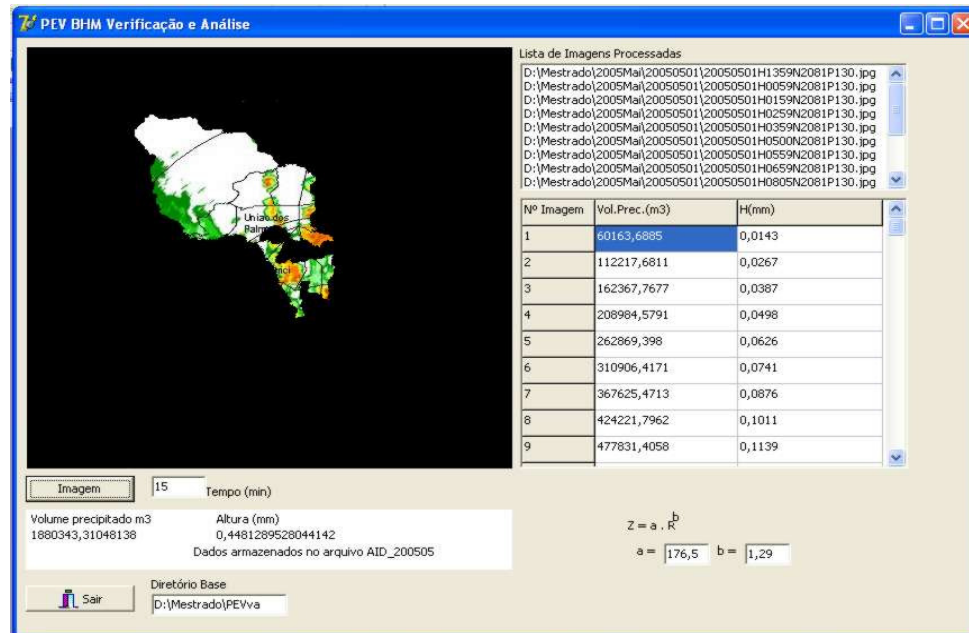 PEV BHM Verificação e Análise
Lista de Imagens Processadas
D:\Mestrado\2005Mai\20050501\20050501H1359N2081P130.jpg
D:\Mestrado\2005Mai\20050501\20050501H0059N2081P130.jpg
D:\Mestrado\2005Mai\20050501\20050501H0159N2081P130.jpg
D:\Mestrado\2005Mai\20050501\20050501H0259N2081P130.jpg
D:\Mestrado\2005Mai\20050501\20050501H0359N2081P130.jpg
D:\Mestrado\2005Mai\20050501\20050501H0500N2081P130.jpg
D:\Mestrado\2005Mai\20050501\20050501H0559N2081P130.jpg
D:\Mestrado\2005Mai\20050501\20050501H0659N2081P130.jpg
D:\Mestrado\2005Mai\20050501\20050501H0805N2081P130.jpg
União dos
Nº Imagem Vol.Prec.(m3) H(mm)
1 60163,6885 0,0143
2 112217,6811 0,0267
3 162367,7677 0,0387
4 208984,5791 0,0498
5 262869,398 0,0626
6 310906,4171 0,0741
7 367625,4713 0,0876
8 424221,7962 0,1011
9 477831,4058 0,1139
Imagem 15 Tempo (min)
Volume precipitado m3 Altura (mm)
1880343,31048138 0,4481289528044142
Dados armazenados no arquivo AID_200505
Z = a . R b
a = 176,5 b = 1,29
Sair
Diretório Base
D:\Mestrado\PEVva